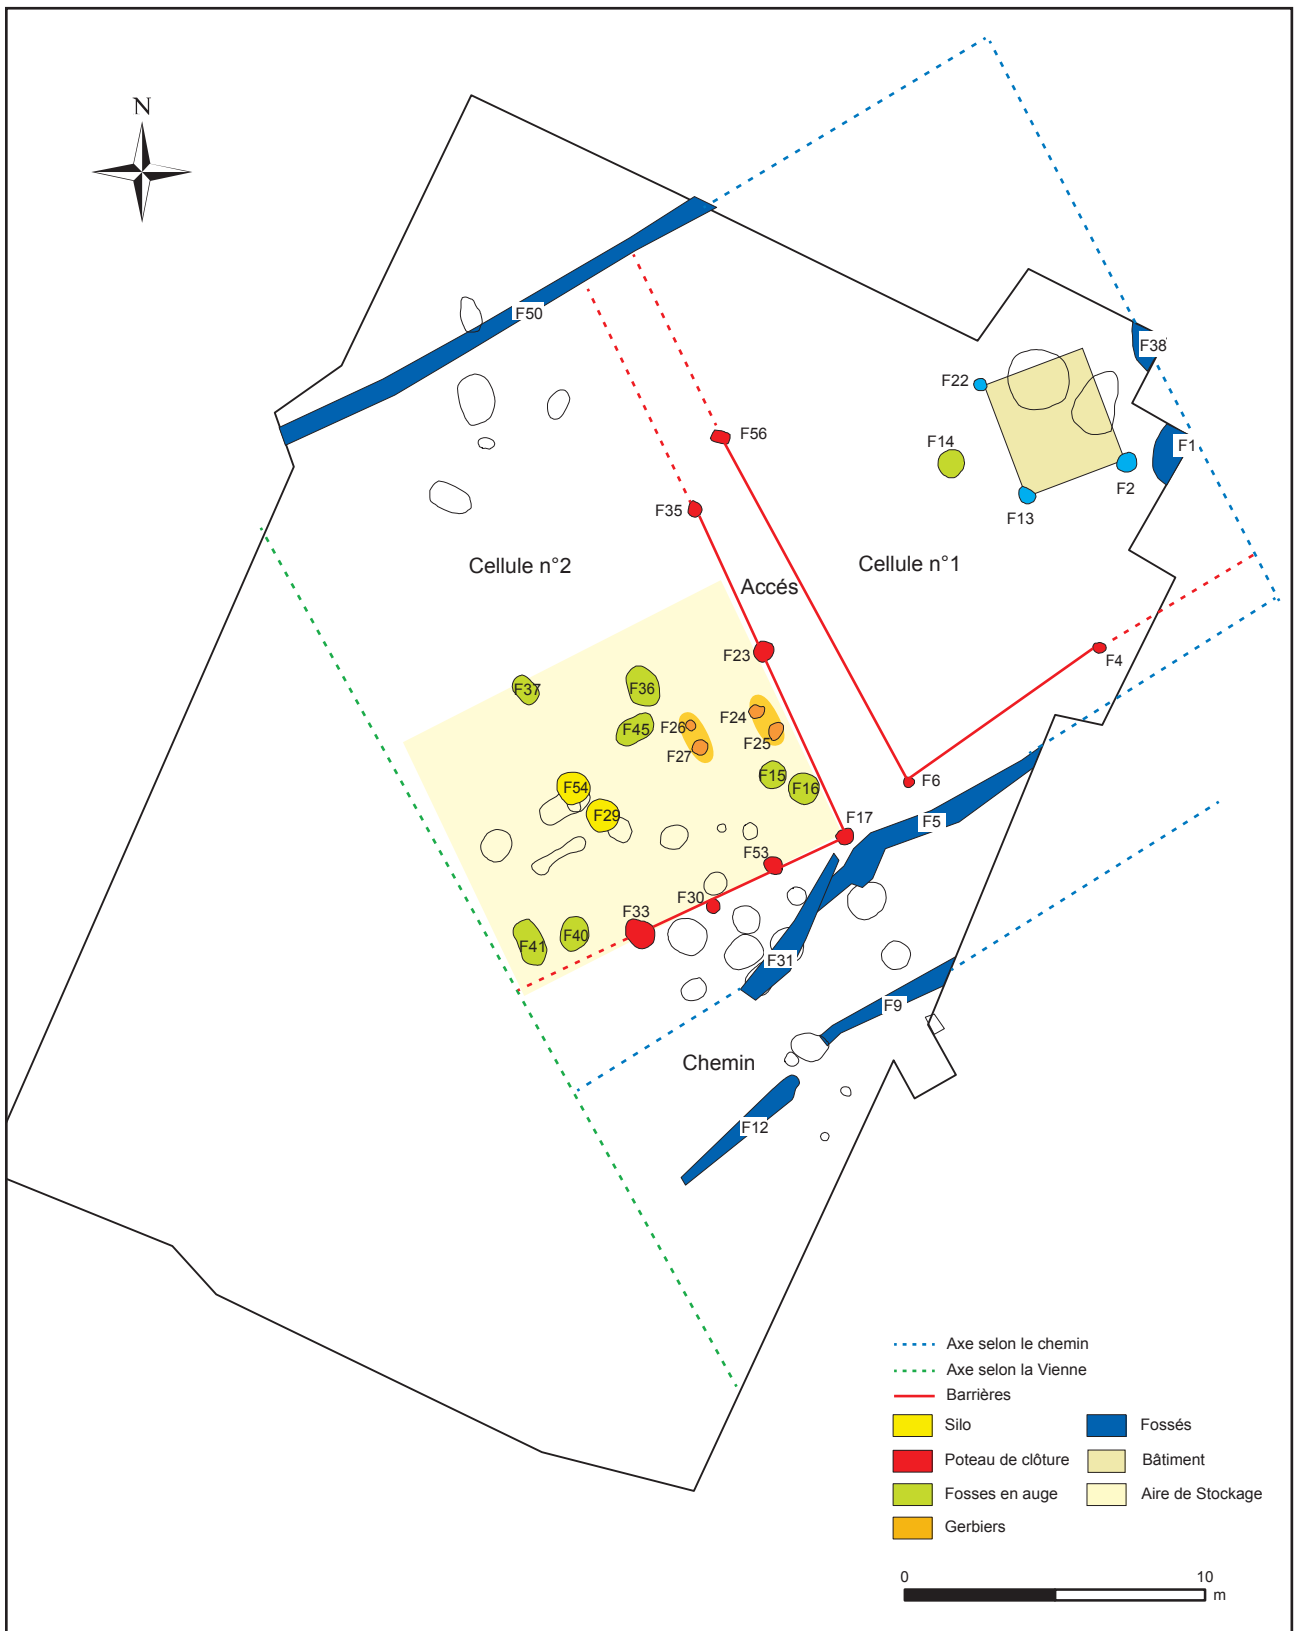 N
F50
F38
F22
F56
F14
F1
F35
F2
F13
Cellule n°2
Cellule n°1
Accés
F23
F4
F37
F36
F24
F26
F45
F25
F27
F15
F54
F16
F6
F29
F17
F5
F53
F30
F33
F41
F40
F31
F9
Chemin
F12
Axe selon le chemin
Axe selon la Vienne
Barrières
Silo
Fossés
Poteau de clôture
Bâtiment
Fosses en auge
Aire de Stockage
Gerbiers
0 10
m